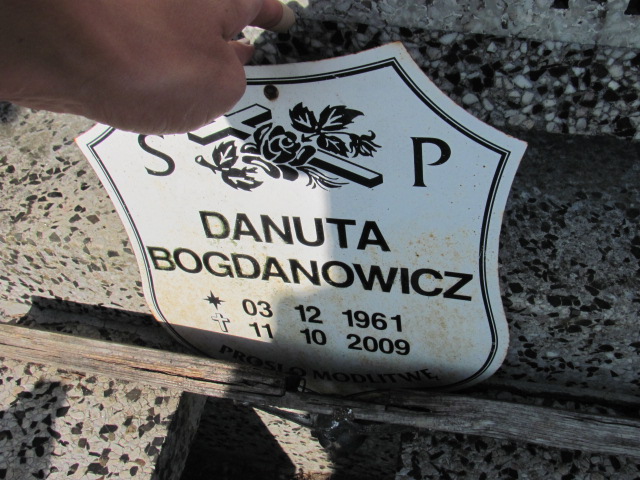 S P
DANUTA
BOGDANOWICZ
03 12 1961
11 10 2009
PROSI O MODLITWĘ